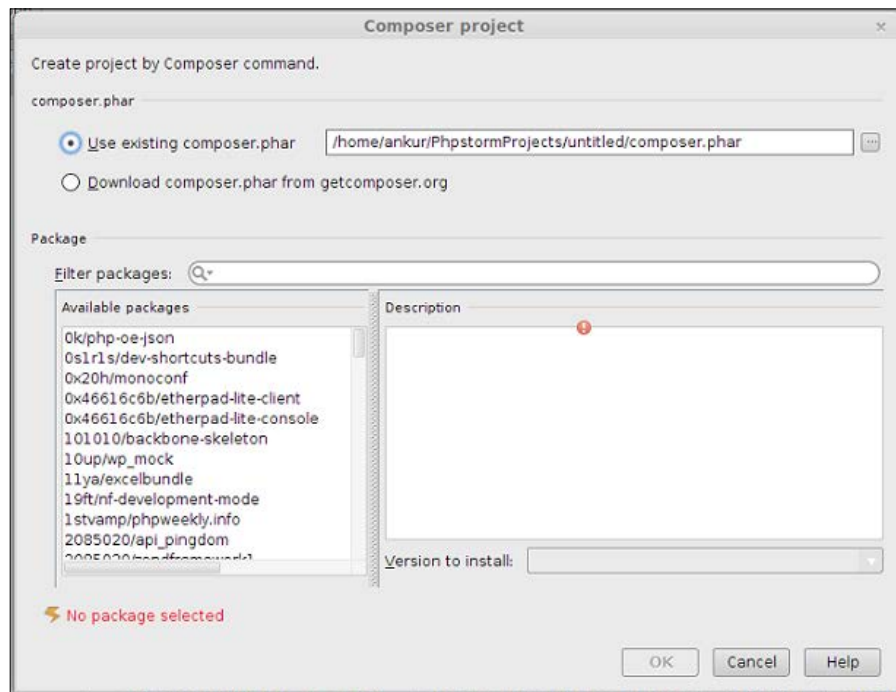 Composer project
Create project by Composer command.
composer.phar
Use existing composer.phar
/home/ankur/PhpstormProjects/untitled/composer.phar
Download composer.phar from getcomposer.org
Package
Filter packages:
Available packages
0k/php-oe-json
0s1r1s/dev-shortcuts-bundle
0x20h/monoconf
0x46616c6b/etherpad-lite-client
0x46616c6b/etherpad-lite-console
101010/backbone-skeleton
10up/wp_mock
11ya/excelbundle
19ft/nf-development-mode
1stvamp/phpweekly.info
2085020/api_pingdom
Description
Version to install:
No package selected
OK
Cancel
Help